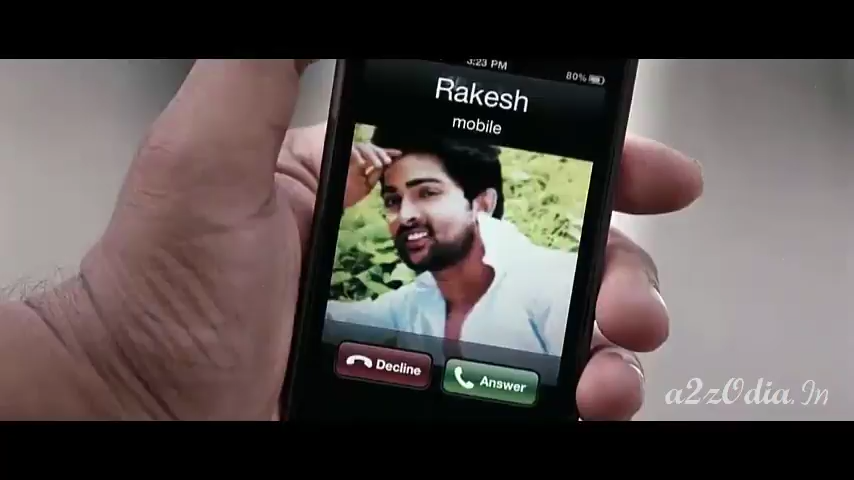 3:23 PM
80%
Rakesh
mobile
Decline
Answer
a2zOdia.In